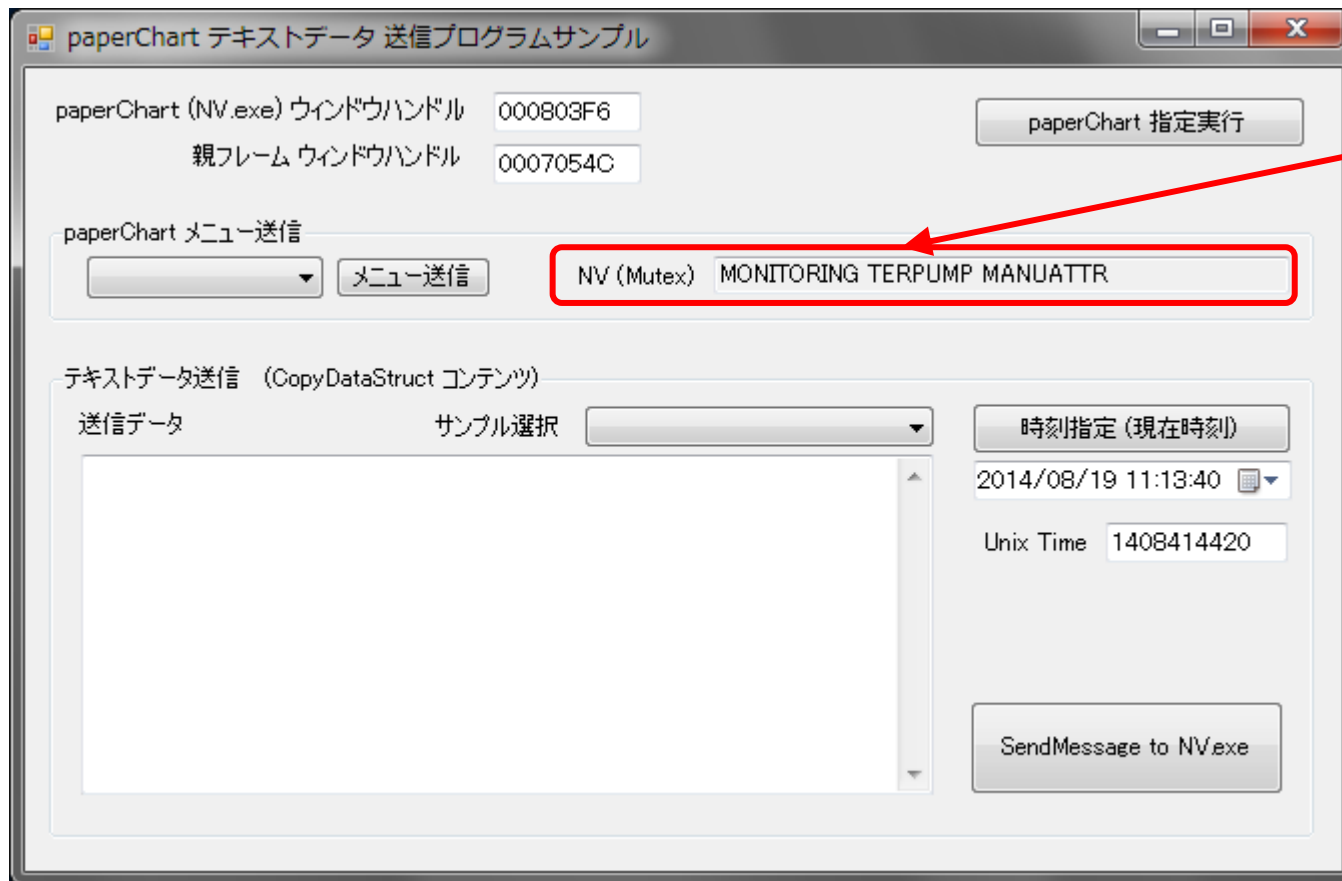 paperChart テキストデータ 送信プログラムサンプル
paperChart (NV.exe) ウィンドウハンドル 000803F6
paperChart 指定実行
親フレーム ウィンドウハンドル 0007054C
paperChart メニュー送信
メニュー送信 NV (Mutex) MONITORING TERPUMP MANUATTR
テキストデータ送信 (CopyDataStruct コンテンツ)
送信データ サンプル選択 時刻指定 (現在時刻)
2014/08/19 11:13:40
Unix Time 1408414420
SendMessage to NV.exe